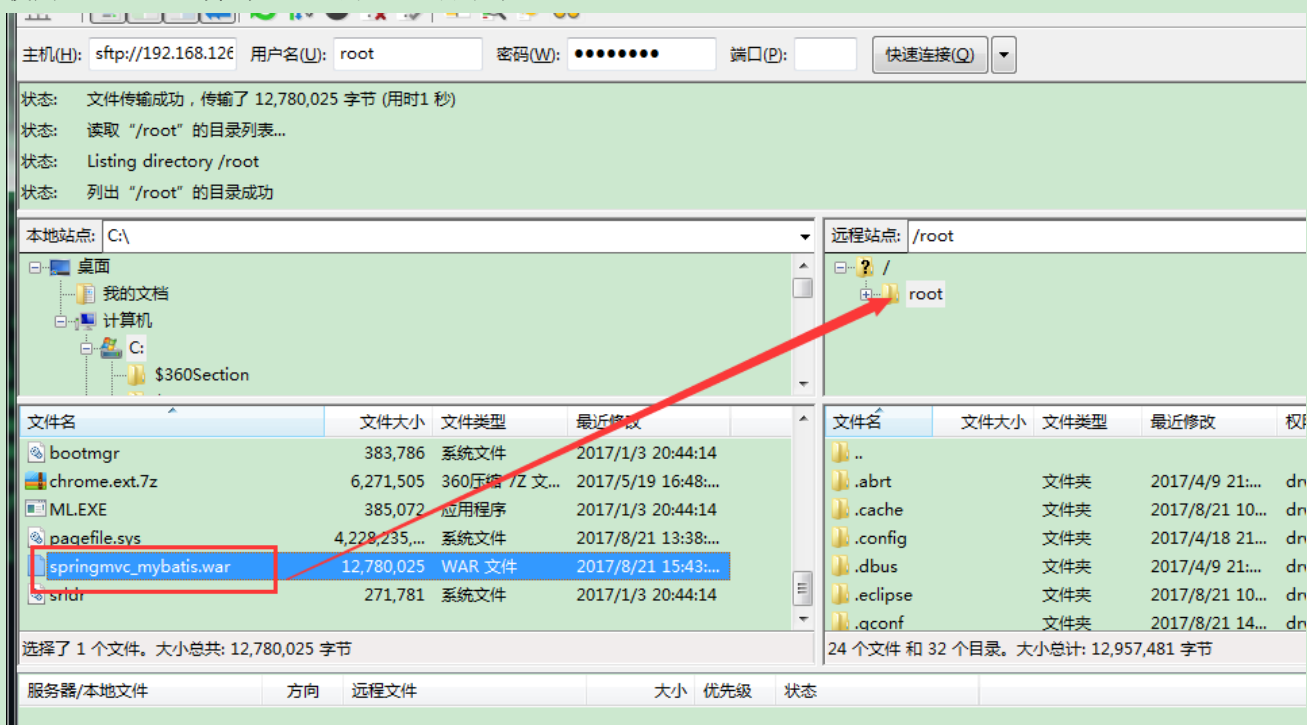 主机(H): sftp://192.168.126 用户名(U): root 密码(W): ●●●●●●●● 端口(P): 快速连接(Q)
状态: 文件传输成功，传输了 12,780,025 字节 (用时1 秒)
状态: 读取“/root”的目录列表...
状态: Listing directory /root
状态: 列出“/root”的目录成功
本地站点: C:\
桌面
我的文档
计算机
C:
$360Section
远程站点: /root
/
root
文件名 文件大小 文件类型 最近修改
bootmgr 383,786 系统文件 2017/1/3 20:44:14
chrome.ext.7z 6,271,505 360压缩 7Z 文... 2017/5/19 16:48:...
ML.EXE 385,072 应用程序 2017/1/3 20:44:14
pagefile.sys 4,228,235,... 系统文件 2017/8/21 13:38:...
springmvc_mybatis.war 12,780,025 WAR 文件 2017/8/21 15:43:...
srldr 271,781 系统文件 2017/1/3 20:44:14
选择了 1 个文件。大小总共: 12,780,025 字节
文件名 文件大小 文件类型 最近修改
..
.abrt 文件夹 2017/4/9 21:...
.cache 文件夹 2017/8/21 10...
.config 文件夹 2017/4/18 21...
.dbus 文件夹 2017/4/9 21:...
.eclipse 文件夹 2017/8/21 10...
.gconf 文件夹 2017/8/21 14...
24 个文件 和 32 个目录。大小总计: 12,957,481 字节
服务器/本地文件 方向 远程文件 大小 优先级 状态